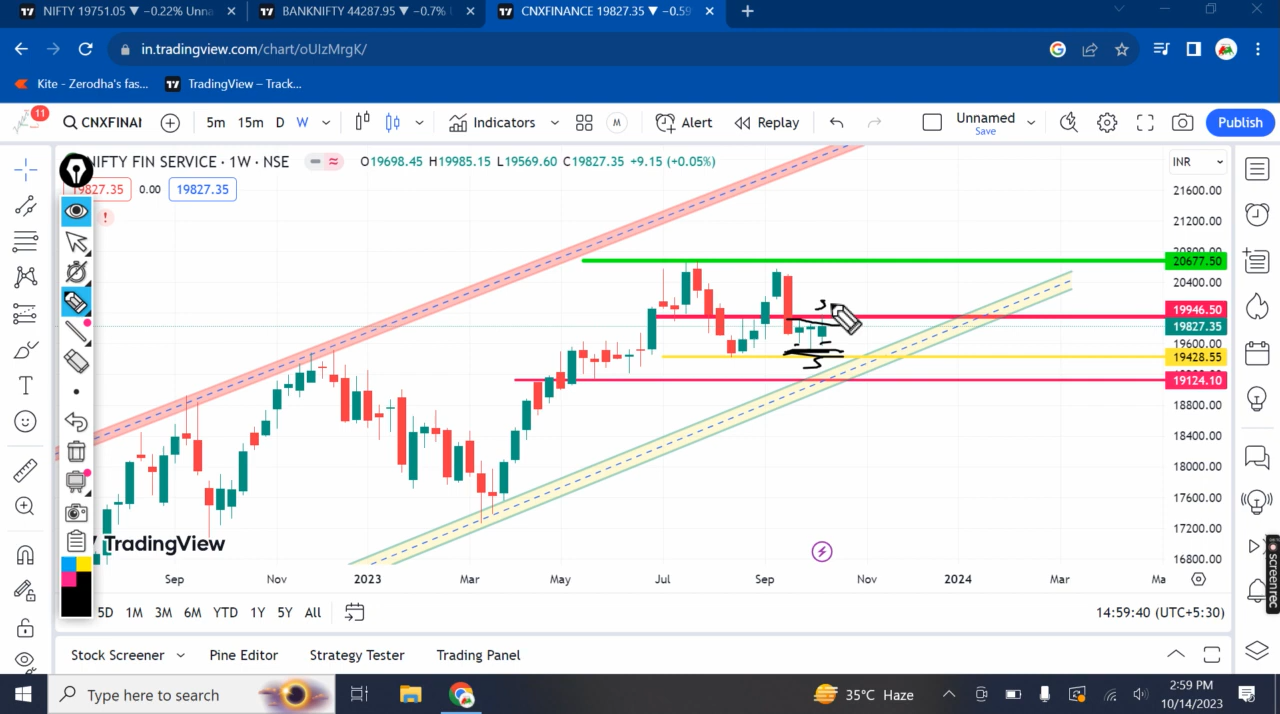 NIFTY 19751.05 ▼ −0.22% Unna
BANKNIFTY 44287.95 ▼ −0.7%
CNXFINANCE 19827.35 ▼ −0.59
in.tradingview.com/chart/oUIzMrgK/
Kite - Zerodha's fas...
TradingView – Track...
11
CNXFINAI
5m
15m
D
W
Indicators
M
Alert
Replay
Unnamed
Save
Publish
NIFTY FIN SERVICE · 1W · NSE
O19698.45 H19985.15 L19569.60 C19827.35 +9.15 (+0.05%)
INR
19827.35
0.00
19827.35
!
21600.00
21200.00
20800.00
20677.50
20400.00
19946.50
19827.35
19600.00
19428.55
19124.10
18800.00
18400.00
18000.00
17600.00
17200.00
16800.00
TradingView
Sep
Nov
2023
Mar
May
Jul
Sep
Nov
2024
Mar
Ma
5D
1M
3M
6M
YTD
1Y
5Y
All
14:59:40 (UTC+5:30)
screenrec
Stock Screener
Pine Editor
Strategy Tester
Trading Panel
Type here to search
35°C Haze
2:59 PM
10/14/2023